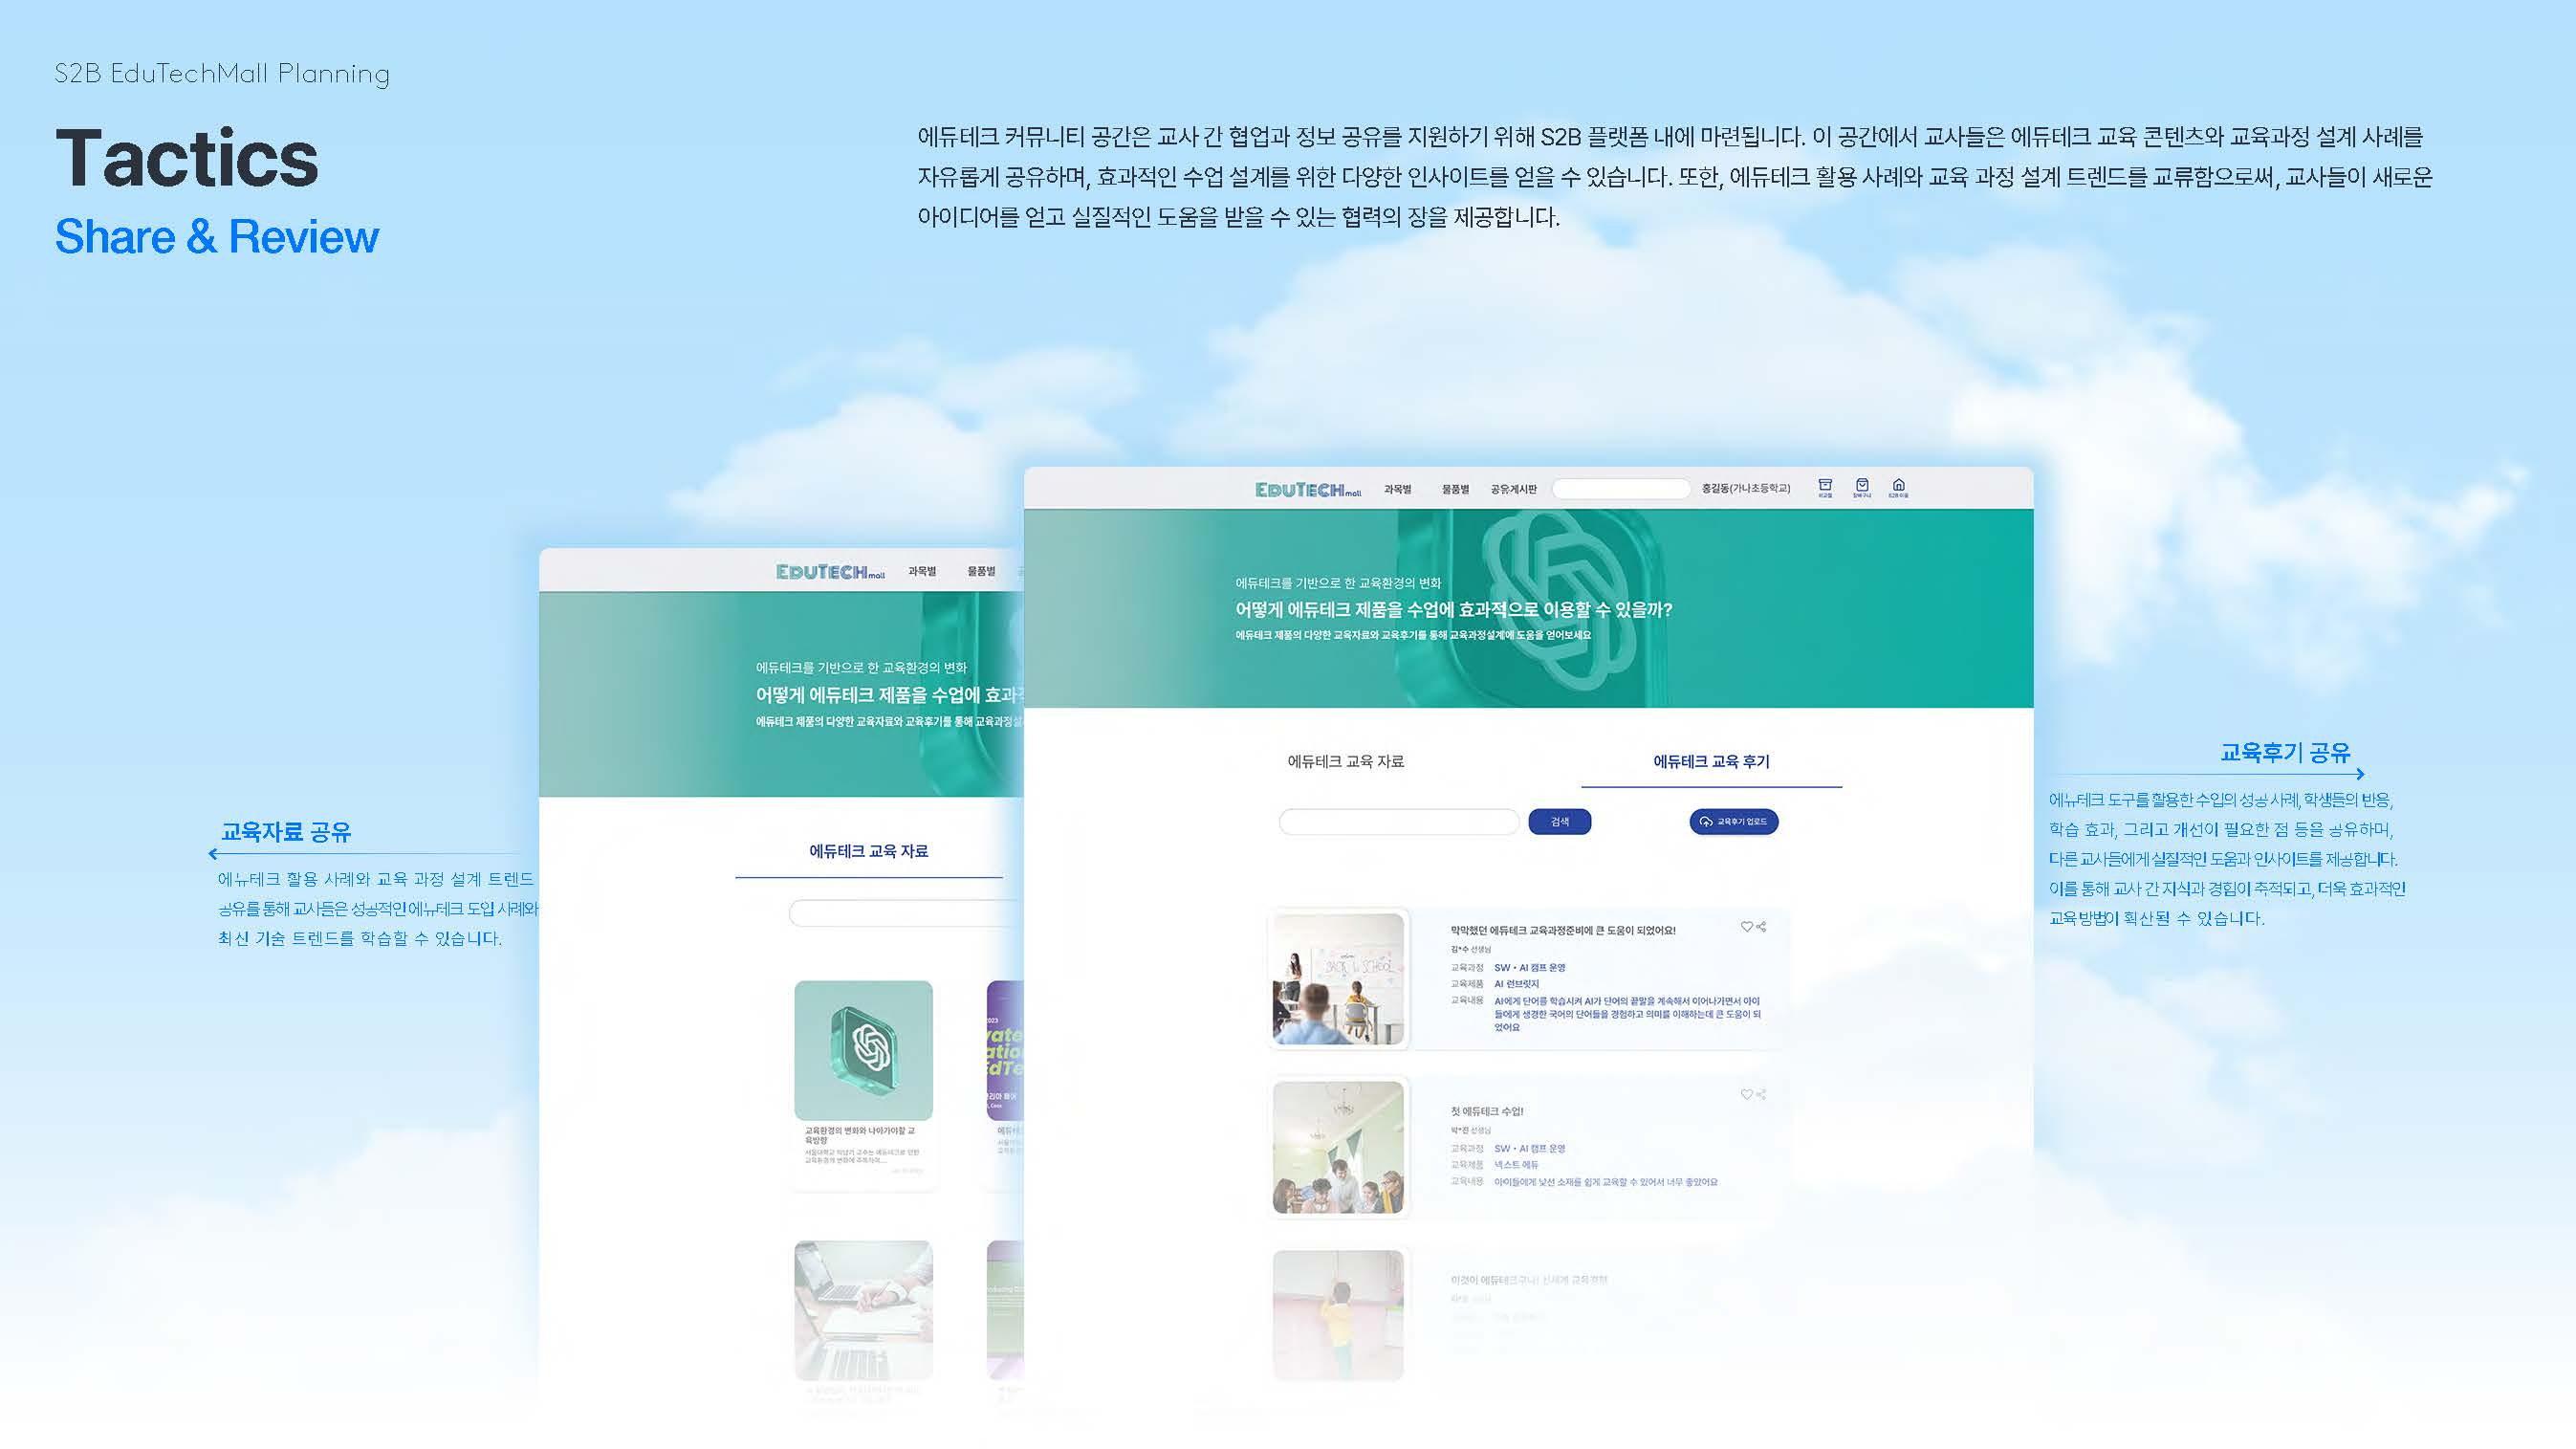 S2B EduTechMall Planning
Tactics
Share & Review
에듀테크 커뮤니티 공간은 교사 간 협업과 정보 공유를 지원하기 위해 S2B 플랫폼 내에 마련됩니다. 이 공간에서 교사들은 에듀테크 교육 콘텐츠와 교육과정 설계 사례를
자유롭게 공유하며, 효과적인 수업 설계를 위한 다양한 인사이트를 얻을 수 있습니다. 또한, 에듀테크 활용 사례와 교육 과정 설계 트렌드를 교류함으로써, 교사들이 새로운
아이디어를 얻고 실질적인 도움을 받을 수 있는 협력의 장을 제공합니다.
교육자료 공유
에듀테크 활용 사례와 교육 과정 설계 트렌드
공유를 통해 교사들은 성공적인 에듀테크 도입 사례와
최신 기술 트렌드를 학습할 수 있습니다.
EDUTECH mall 과목별 물품별
에듀테크를 기반으로 한 교육환경의 변화
어떻게 에듀테크 제품을 수업에 효과
에듀테크 제품의 다양한 교육자료와 교육후기를 통해 교육과정설
에듀테크 교육 자료
2023
vate
atio
EdTe
교육환경의 변화와 나아가야할 교
육방향
EDUTECH mall 과목별 물품별 공유게시판 홍길동(가나초등학교)
비교함 장바구니 S2B 이동
에듀테크를 기반으로 한 교육환경의 변화
어떻게 에듀테크 제품을 수업에 효과적으로 이용할 수 있을까?
에듀테크 제품의 다양한 교육자료와 교육후기를 통해 교육과정설계에 도움을 얻어보세요
에듀테크 교육 자료 에듀테크 교육 후기
검색 교육후기 업로드
BACK to SCHOOL
막막했던 에듀테크 교육과정준비에 큰 도움이 되었어요!
김*수 선생님
교육과정 SW • AI 캠프 운영
교육제품 AI 런브릿지
교육내용 AI에게 단어를 학습시켜 AI가 단어의 끝말을 계속해서 이어나가면서 아이
들에게 생경한 국어의 단어들을 경험하고 의미를 이해하는데 큰 도움이 되
었어요
첫 에듀테크 수업!
박*진 선생님
교육과정 SW • AI 캠프 운영
교육제품 넥스트 에듀
교육내용 아이들에게 낯선 소재를 쉽게 교육할 수 있어서 너무 좋았어요
이것이 에듀테크구나! 신세계 교육경험
교육후기 공유
에듀테크 도구를 활용한 수업의 성공 사례, 학생들의 반응,
학습 효과, 그리고 개선이 필요한 점 등을 공유하며,
다른 교사들에게 실질적인 도움과 인사이트를 제공합니다.
이를 통해 교사 간 지식과 경험이 축적되고, 더욱 효과적인
교육 방법이 확산될 수 있습니다.